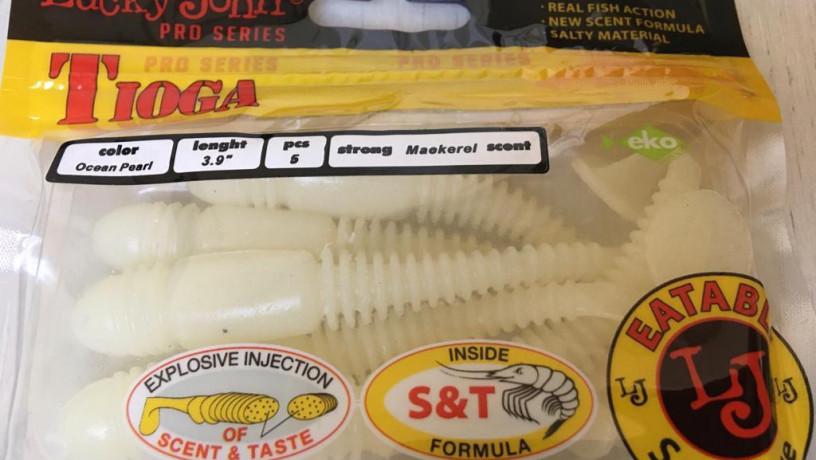 Lucky John®
PRO SERIES
· REAL FISH ACTION
· NEW SCENT FORMULA
· SALTY MATERIAL
PRO SERIES PRO SERIES
TIOGA
color
Ocean Pearl
lenght
3.9"
pcs
5
strong Mackerel scent
eko
EXPLOSIVE INJECTION
OF
SCENT & TASTE
INSIDE
S&T
FORMULA
EATAB
LJ
LJ
LJ